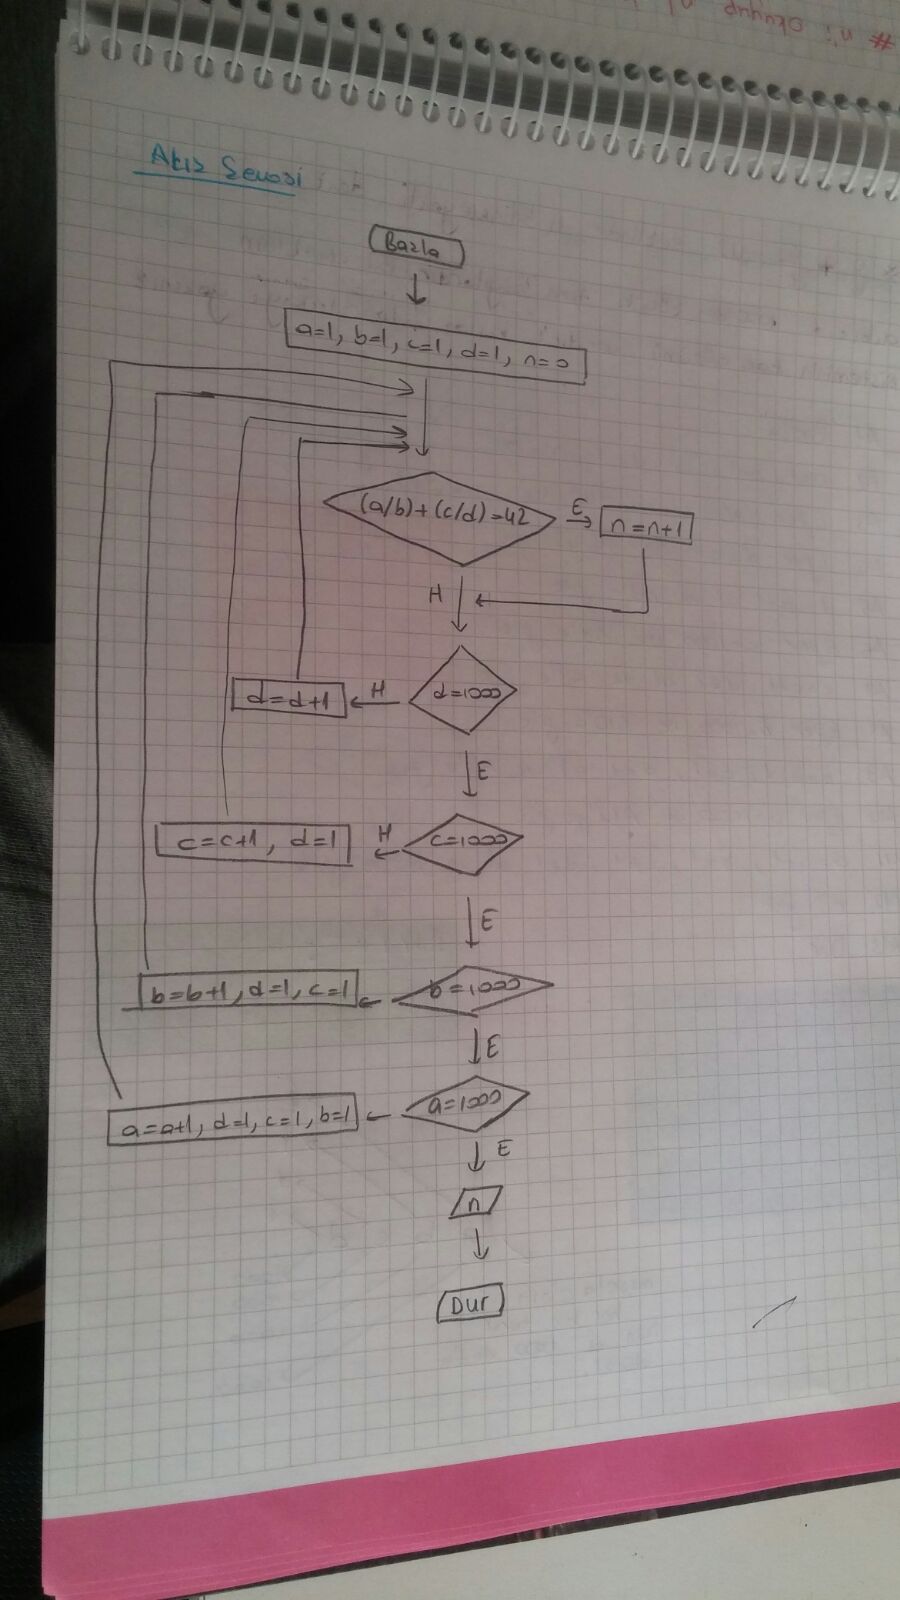 # n'i okuyup
Akış Şeması
Başla
a=1, b=1, c=1, d=1, n=0
(a/b)+(c/d)=42
E
n=n+1
H
d=1000
H
d=d+1
E
c=1000
H
c=c+1, d=1
E
b=1000
b=b+1, d=1, c=1
E
a=1000
a=a+1, d=1, c=1, b=1
E
n
Dur